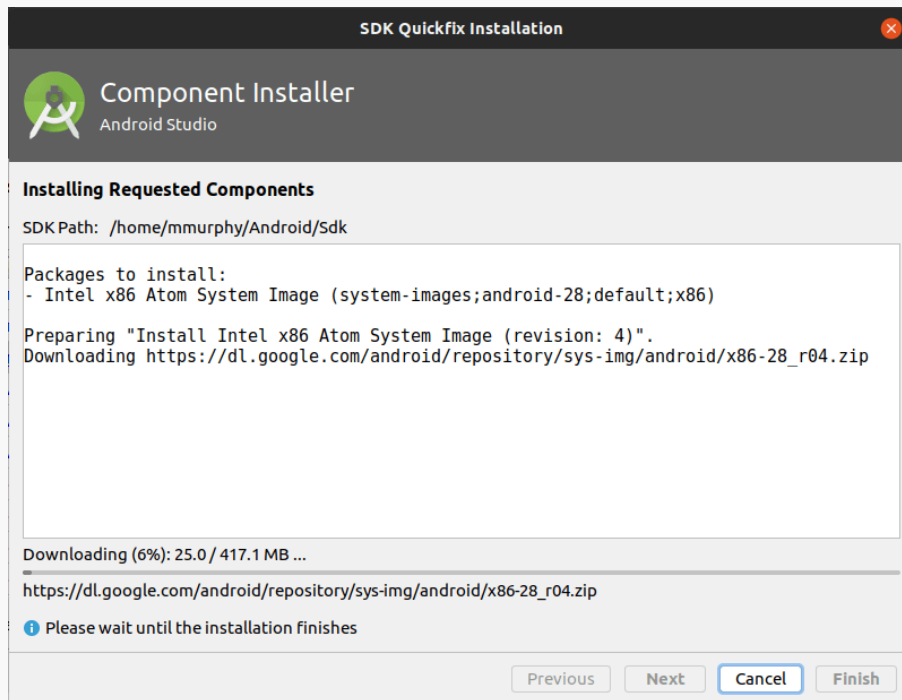 SDK Quickfix Installation
Component Installer
Android Studio
Installing Requested Components
SDK Path: /home/mmurphy/Android/Sdk
Packages to install:
- Intel x86 Atom System Image (system-images;android-28;default;x86)
Preparing "Install Intel x86 Atom System Image (revision: 4)".
Downloading https://dl.google.com/android/repository/sys-img/android/x86-28_r04.zip
Downloading (6%): 25.0 / 417.1 MB ...
https://dl.google.com/android/repository/sys-img/android/x86-28_r04.zip
Please wait until the installation finishes
Previous Next Cancel Finish